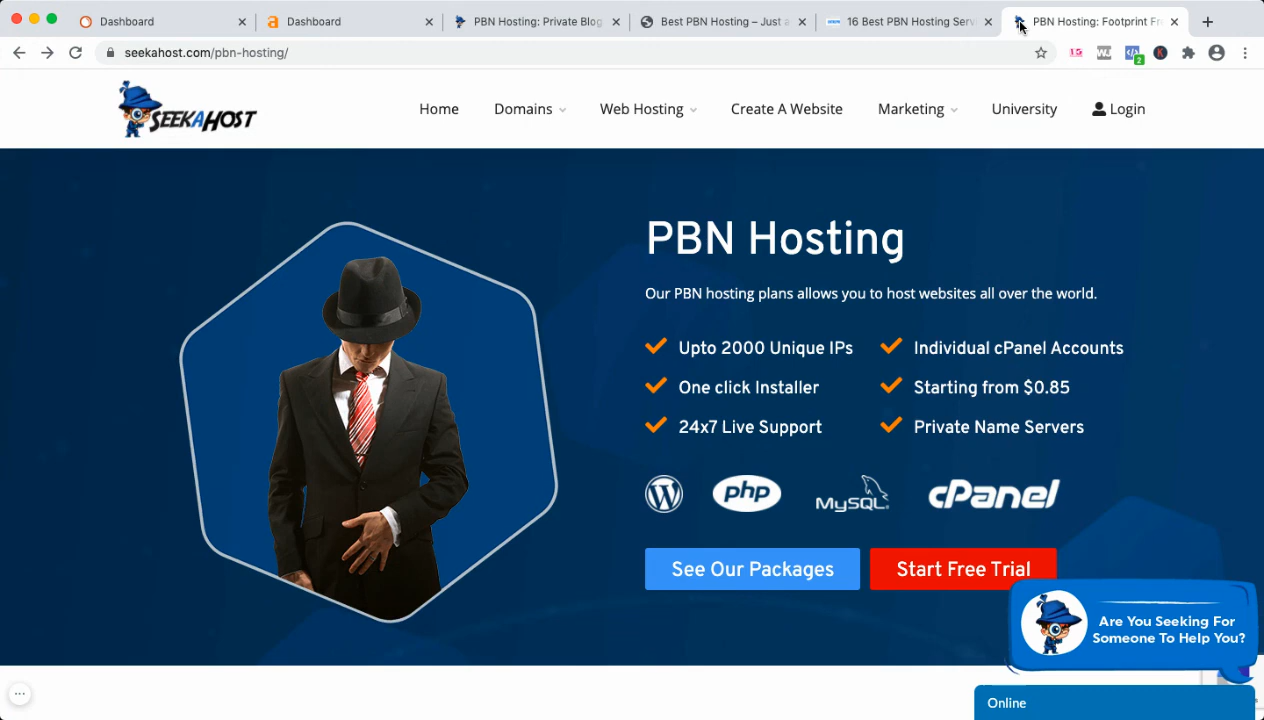 Dashboard
Dashboard
PBN Hosting: Private Blog
Best PBN Hosting – Just a
16 Best PBN Hosting Servi
PBN Hosting: Footprint Fr
seekahost.com/pbn-hosting/
2
SEEKAHOST
Home
Domains
Web Hosting
Create A Website
Marketing
University
Login
PBN Hosting
Our PBN hosting plans allows you to host websites all over the world.
Upto 2000 Unique IPs
Individual cPanel Accounts
One click Installer
Starting from $0.85
24x7 Live Support
Private Name Servers
php
MySQL
cPanel
See Our Packages
Start Free Trial
Are You Seeking For
Someone To Help You?
Online